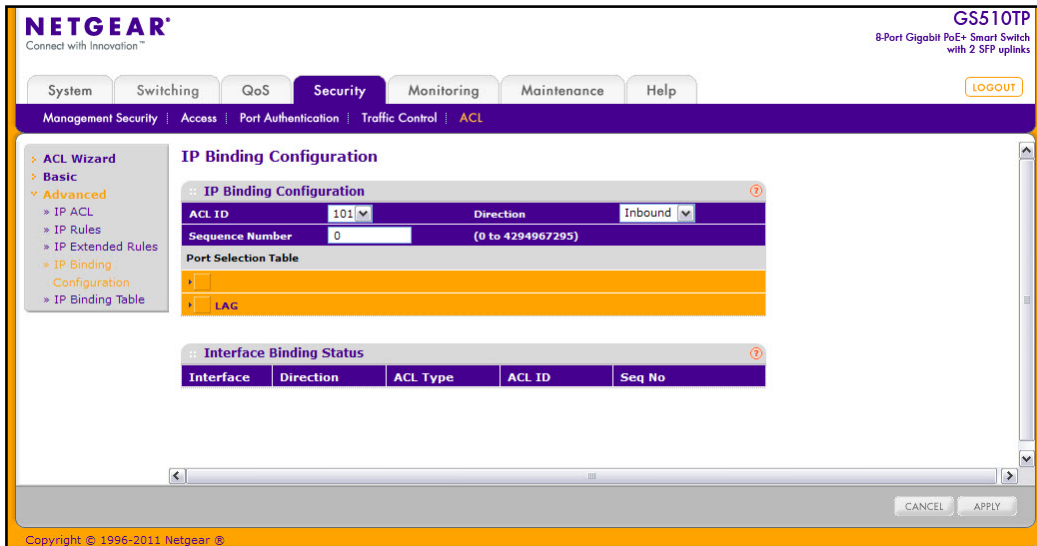 NETGEAR®
Connect with Innovation™
GS510TP
8-Port Gigabit PoE+ Smart Switch
with 2 SFP uplinks
System Switching QoS Security Monitoring Maintenance Help
LOGOUT
Management Security | Access | Port Authentication | Traffic Control | ACL
ACL Wizard
Basic
Advanced
» IP ACL
» IP Rules
» IP Extended Rules
» IP Binding
Configuration
» IP Binding Table
IP Binding Configuration
IP Binding Configuration
ACL ID 101 Direction Inbound
Sequence Number 0 (0 to 4294967295)
Port Selection Table
LAG
Interface Binding Status
Interface Direction ACL Type ACL ID Seq No
CANCEL APPLY
Copyright © 1996-2011 Netgear ®